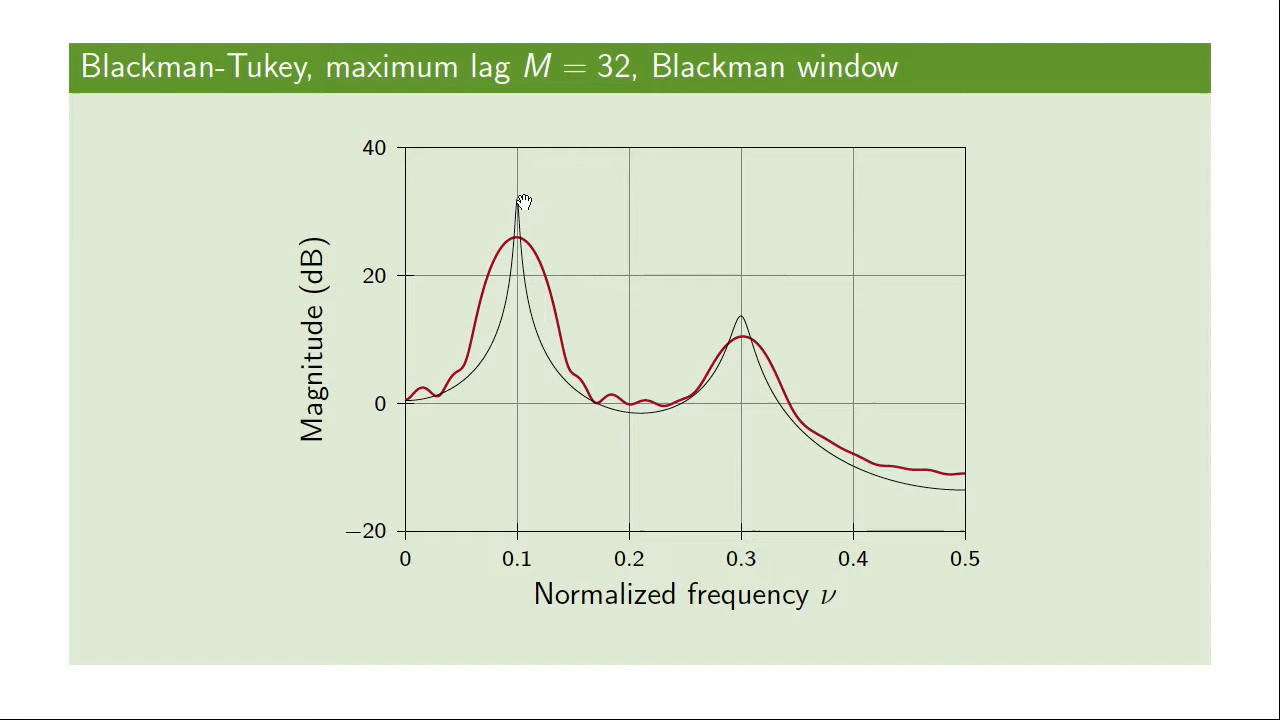 Blackman-Tukey, maximum lag M = 32, Blackman window
40
20
0
−20
Magnitude (dB)
0 0.1 0.2 0.3 0.4 0.5
Normalized frequency ν